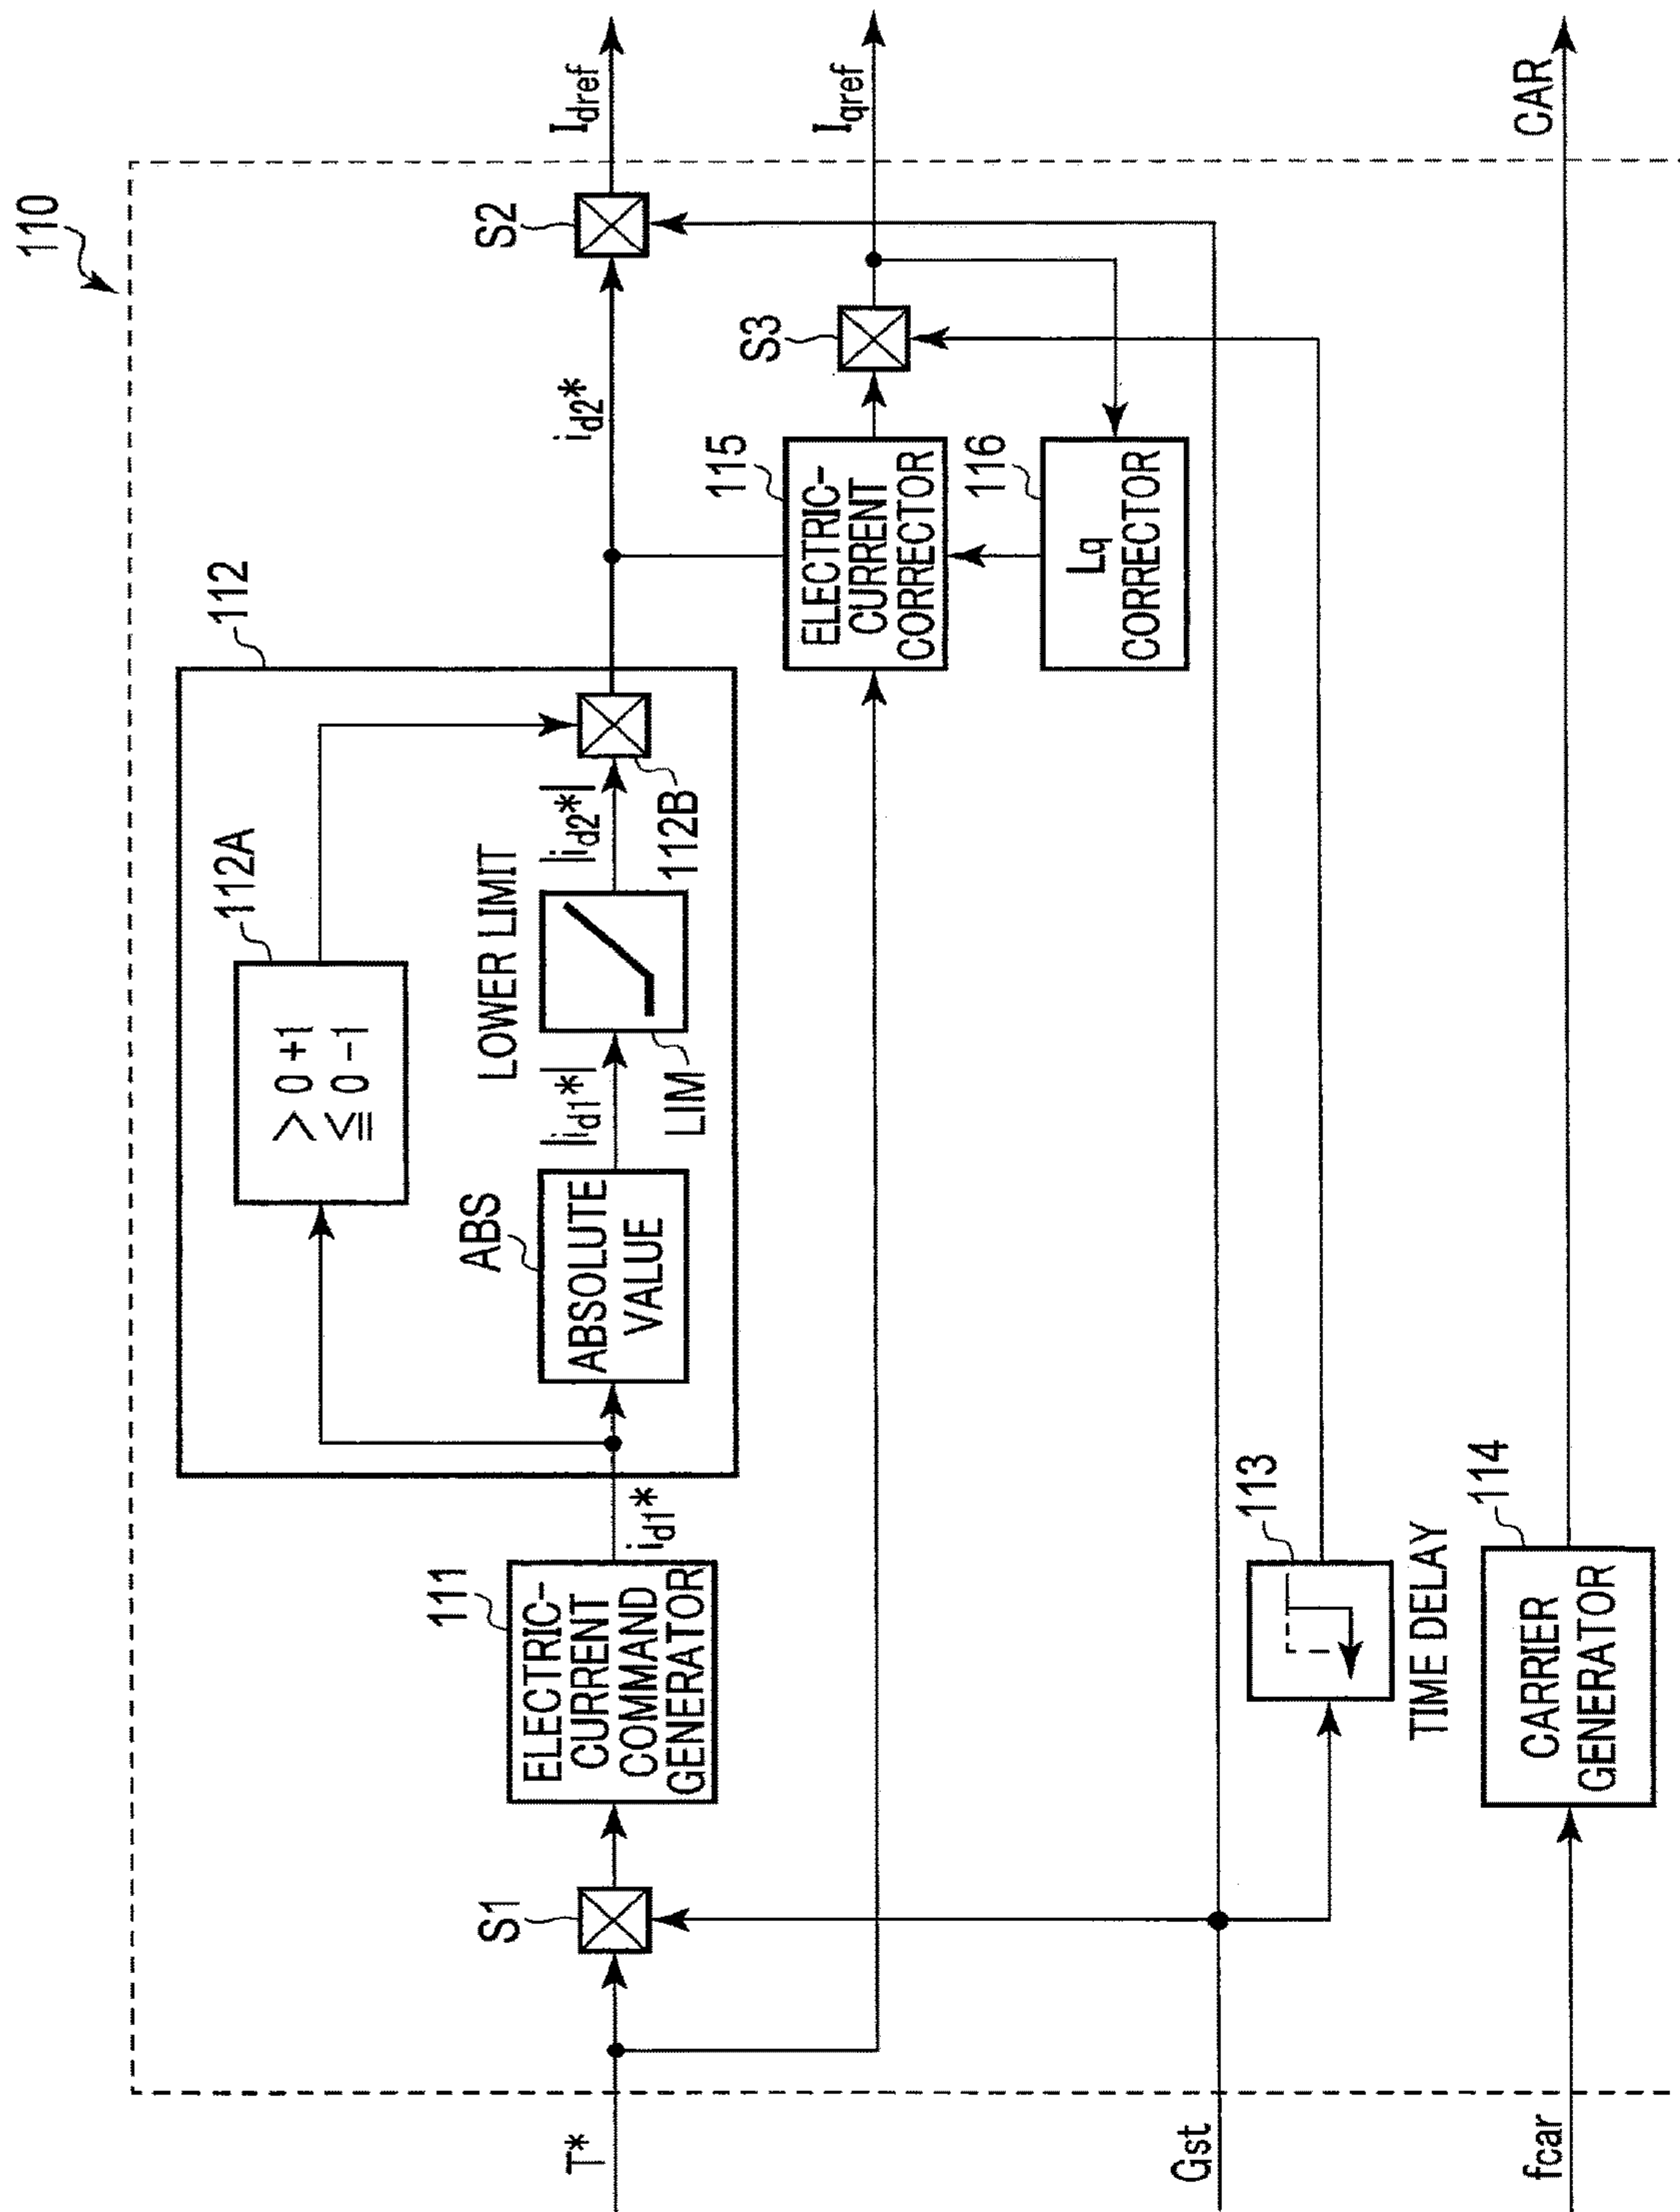 110
112
112A
> 0 +1
≦ 0 −1
LOWER LIMIT
ABS
ABSOLUTE
VALUE
|id1*|
LIM
|id2*|
112B
111
ELECTRIC-
CURRENT
COMMAND
GENERATOR
id1*
S1
T*
id2*
S2
Idref
115
ELECTRIC-
CURRENT
CORRECTOR
S3
Iqref
116
Lq
CORRECTOR
Gst
113
TIME DELAY
fcar
114
CARRIER
GENERATOR
CAR